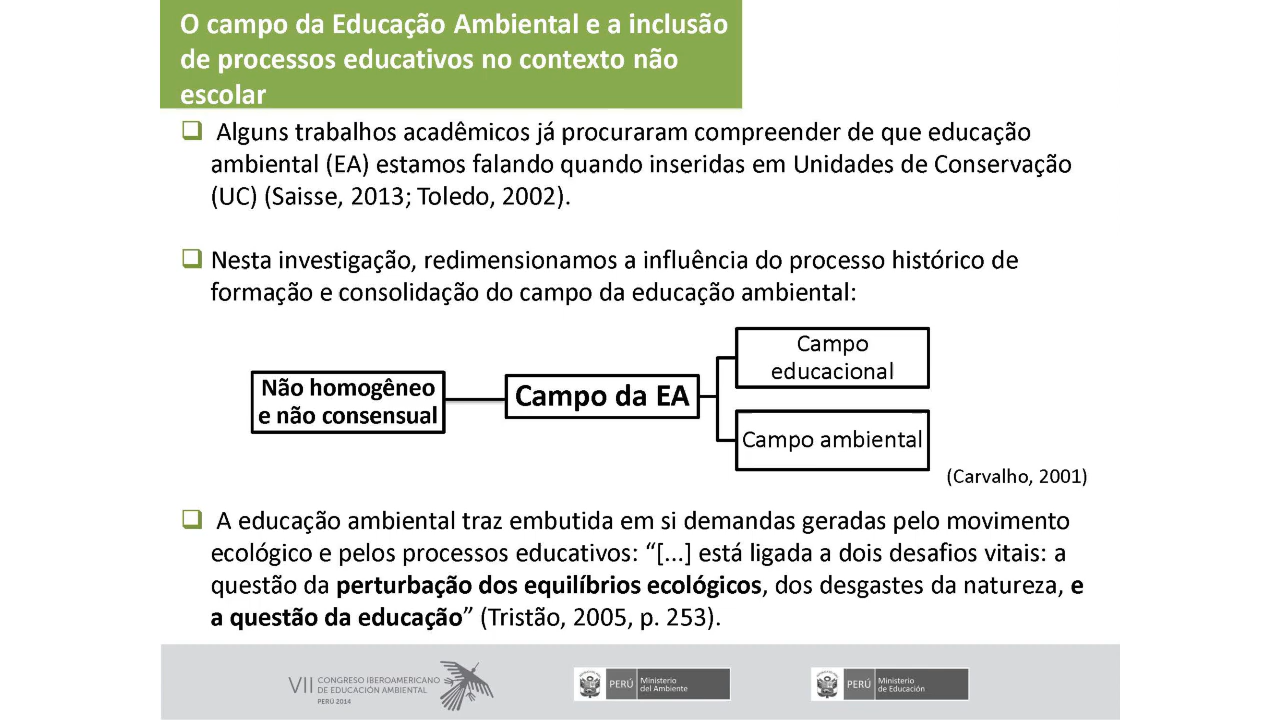 O campo da Educação Ambiental e a inclusão
de processos educativos no contexto não
escolar
Alguns trabalhos acadêmicos já procuraram compreender de que educação
ambiental (EA) estamos falando quando inseridas em Unidades de Conservação
(UC) (Saisse, 2013; Toledo, 2002).
Nesta investigação, redimensionamos a influência do processo histórico de
formação e consolidação do campo da educação ambiental:
Não homogêneo
e não consensual
Campo da EA
Campo
educacional
Campo ambiental
(Carvalho, 2001)
A educação ambiental traz embutida em si demandas geradas pelo movimento
ecológico e pelos processos educativos: “[...] está ligada a dois desafios vitais: a
questão da perturbação dos equilíbrios ecológicos, dos desgastes da natureza, e
a questão da educação” (Tristão, 2005, p. 253).
VII CONGRESO IBEROAMERICANO
DE EDUCACIÓN AMBIENTAL
PERÚ 2014
PERÚ Ministerio
del Ambiente
PERÚ Ministerio
de Educación